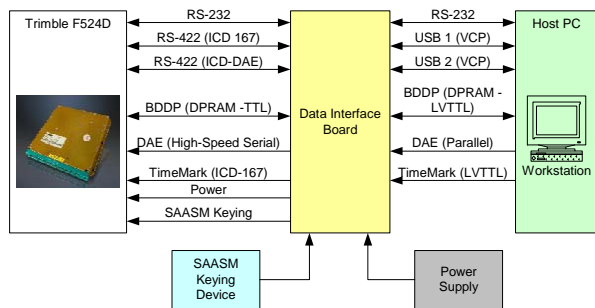 Trimble F524D
RS-232
RS-422 (ICD 167)
RS-422 (ICD-DAE)
BDDP (DPRAM -TTL)
DAE (High-Speed Serial)
TimeMark (ICD-167)
Power
SAASM Keying
Data Interface
Board
RS-232
USB 1 (VCP)
USB 2 (VCP)
BDDP (DPRAM -
LVTTL)
DAE (Parallel)
TimeMark (LVTTL)
Host PC
Workstation
SAASM
Keying
Device
Power
Supply